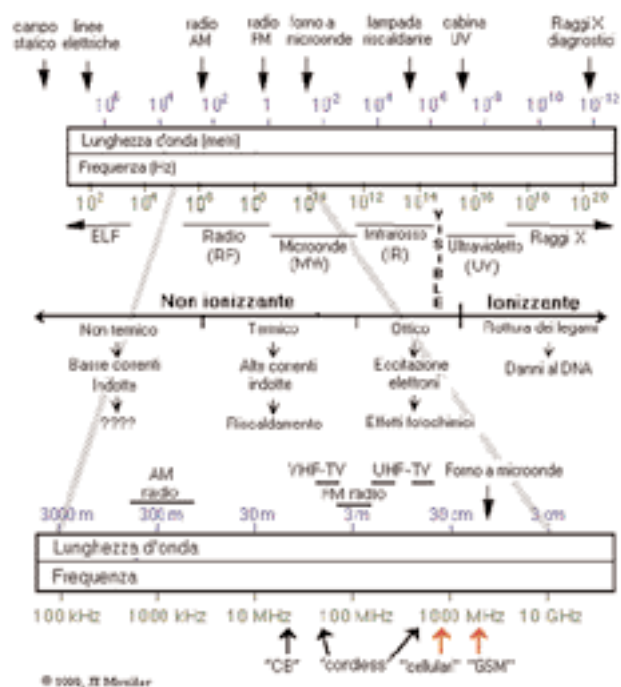 campo statico
linee elettriche
radio AM
radio FM
forno a microonde
lampada riscaldante
cabina UV
Raggi X diagnostici
10⁶ 10⁴ 10² 1 10⁻² 10⁻⁴ 10⁻⁶ 10⁻⁸ 10⁻¹⁰ 10⁻¹²
Lunghezza d'onda (metri)
Frequenza (Hz)
10² 10⁴ 10⁶ 10⁸ 10¹⁰ 10¹² 10¹⁴ 10¹⁶ 10¹⁸ 10²⁰
ELF
Radio (RF)
Microonde (MW)
Infrarosso (IR)
VISIBLE
Ultravioletto (UV)
Raggi X
Non ionizzante Ionizzante
Non termico Termico Ottico Rottura dei legami
Basse correnti Indotte
Alte correnti indotte
Eccitazione elettroni
Danni al DNA
???? Riscaldamento Effetti fotochimici
AM radio
VHF-TV UHF-TV Forno a microonde
FM radio
3000 m 300 m 30 m 3 m 30 cm 3 cm
Lunghezza d'onda
Frequenza
100 kHz 1000 kHz 10 MHz 100 MHz 1000 MHz 10 GHz
"CB" "cordless" "cellular" "GSM"